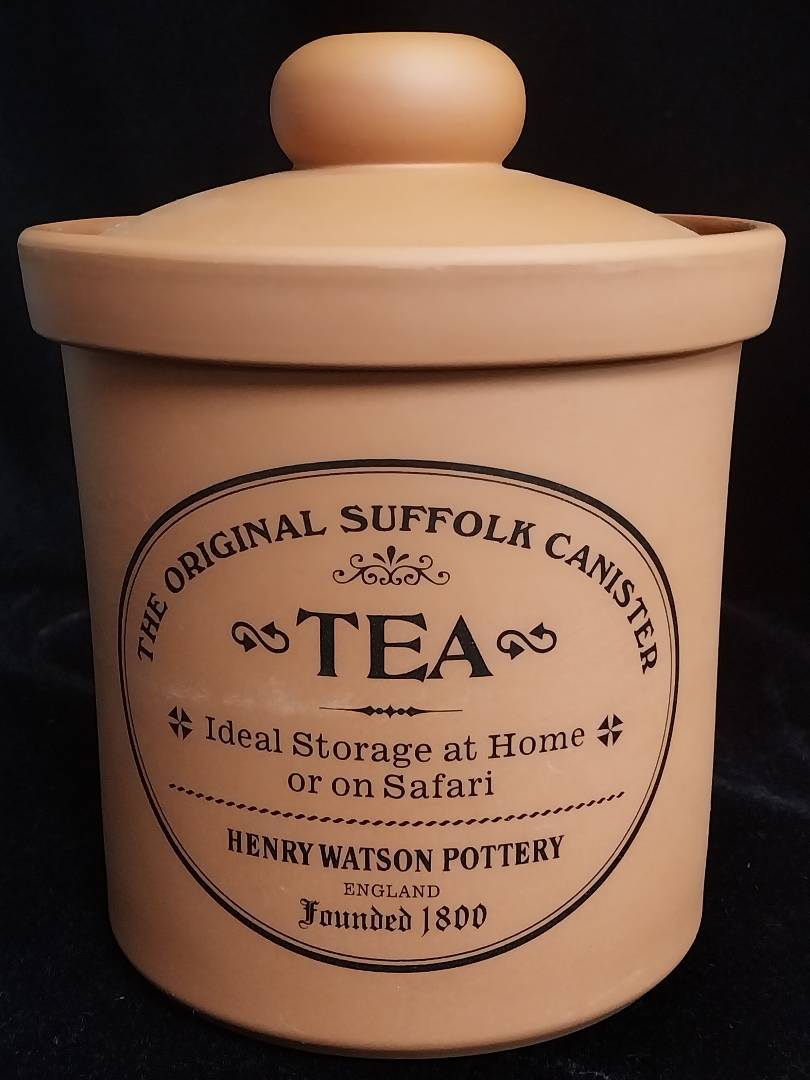 THE ORIGINAL SUFFOLK CANISTER
TEA
Ideal Storage at Home
or on Safari
HENRY WATSON POTTERY
ENGLAND
Founded 1800